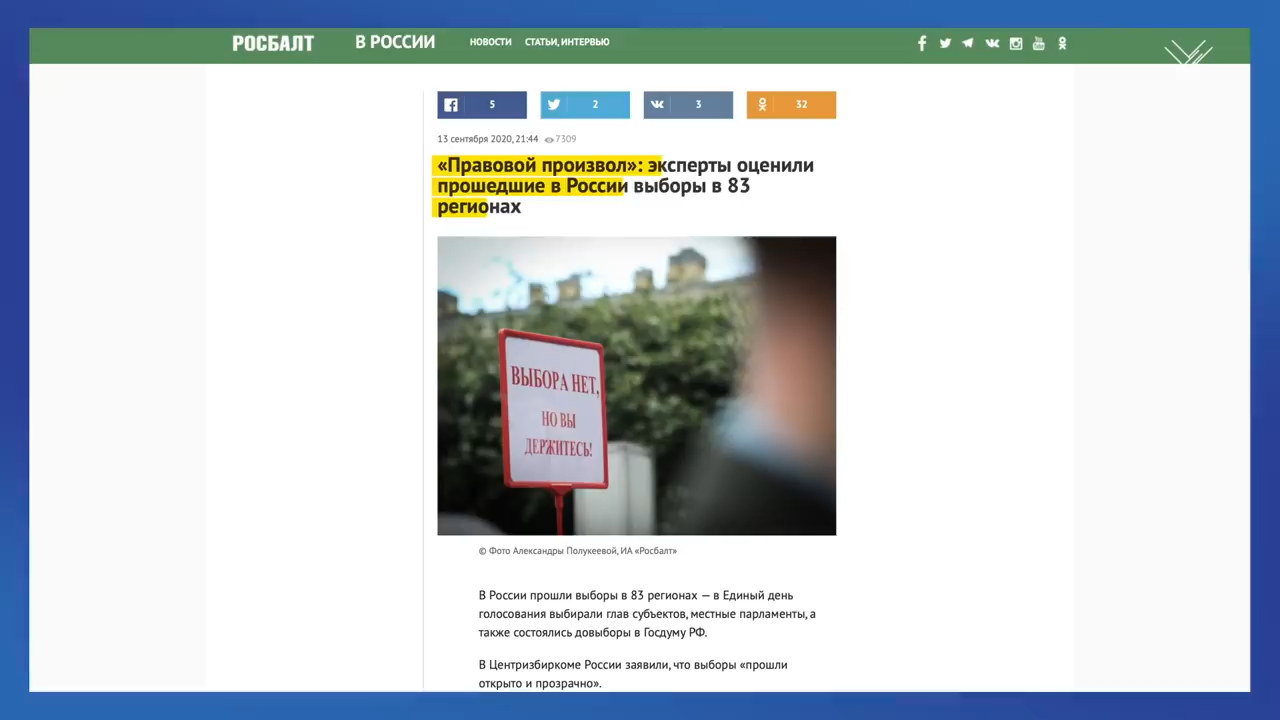 РОСБАЛТ
В РОССИИ
НОВОСТИ
СТАТЬИ, ИНТЕРВЬЮ
5
2
3
32
13 сентября 2020, 21:44 7309
«Правовой произвол»: эксперты оценили
прошедшие в России выборы в 83
регионах
ВЫБОРА НЕТ,
НО ВЫ
ДЕРЖИТЕСЬ!
© Фото Александры Полукеевой, ИА «Росбалт»
В России прошли выборы в 83 регионах — в Единый день
голосования выбирали глав субъектов, местные парламенты, а
также состоялись довыборы в Госдуму РФ.
В Центризбиркоме России заявили, что выборы «прошли
открыто и прозрачно».